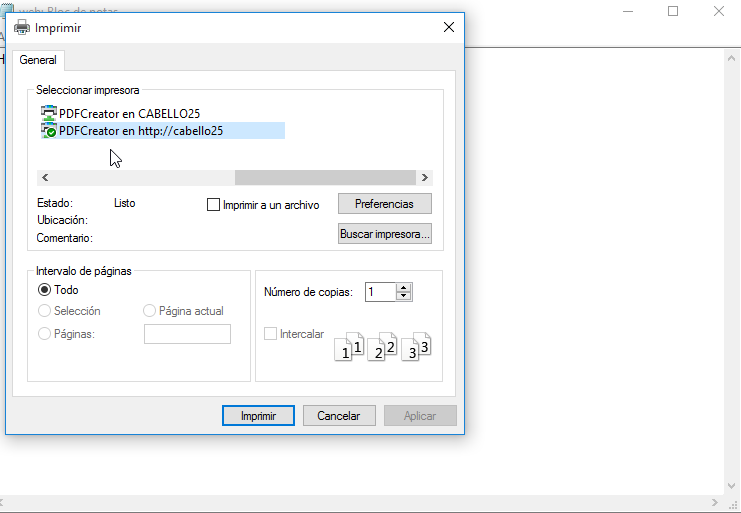 web: Bloc de notas
Imprimir
General
Seleccionar impresora
PDFCreator en CABELLO25
PDFCreator en http://cabello25
Estado: Listo
Imprimir a un archivo
Preferencias
Ubicación:
Comentario:
Buscar impresora...
Intervalo de páginas
Todo
Selección
Página actual
Páginas:
Número de copias: 1
Intercalar
1 1 2 2 3 3
Imprimir
Cancelar
Aplicar